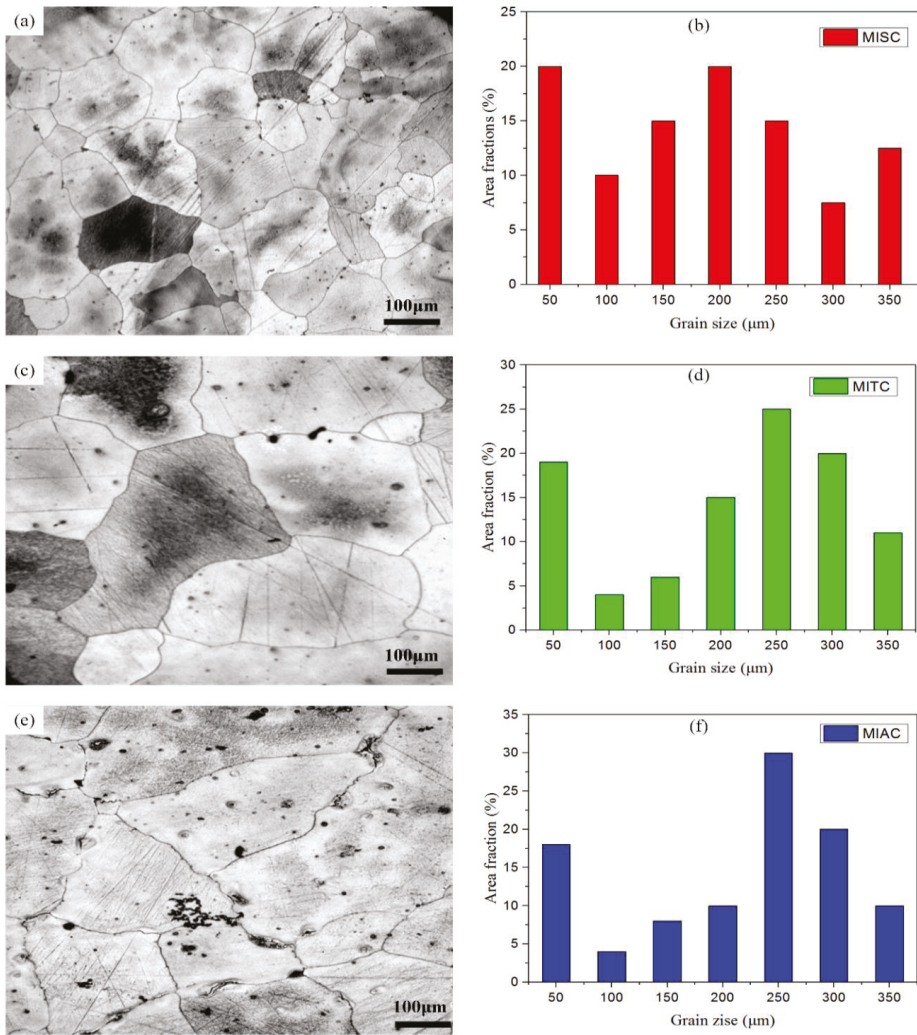 (a)
100μm
(b)
MISC
Area fractions (%)
25
20
15
10
5
0
50 100 150 200 250 300 350
Grain size (μm)
(c)
100μm
(d)
MITC
Area fraction (%)
30
25
20
15
10
5
0
50 100 150 200 250 300 350
Grain size (μm)
(e)
100μm
(f)
MIAC
Area fraction (%)
35
30
25
20
15
10
5
0
50 100 150 200 250 300 350
Grain zise (μm)